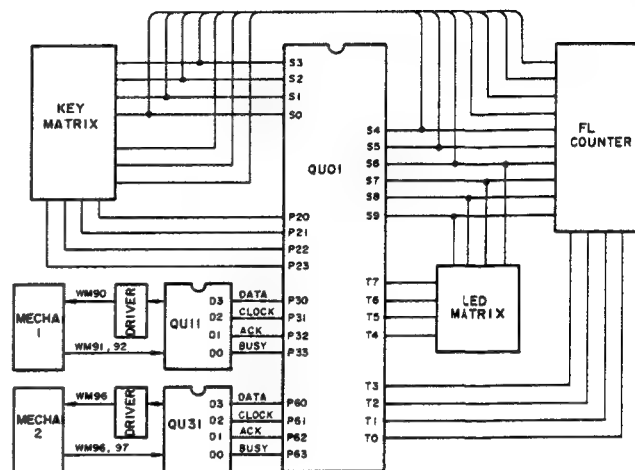 KEY
MATRIX
S3
S2
S1
S0
QU01
S4
S5
S6
S7
S8
S9
FL
COUNTER
P20
P21
P22
P23
T7
T6
T5
T4
LED
MATRIX
MECHA
1
WM90
DRIVER
WM91, 92
QU11
D3
D2
D1
D0
DATA
CLOCK
ACK
BUSY
P30
P31
P32
P33
MECHA
2
WM96
DRIVER
WM96, 97
QU31
D3
D2
D1
D0
DATA
CLOCK
ACK
BUSY
P60
P61
P62
P63
T3
T2
T1
T0